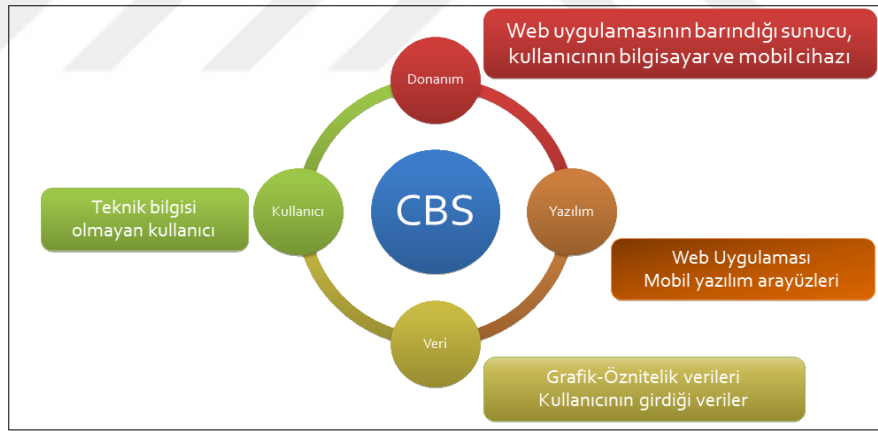 Web uygulamasının barındığı sunucu,
kullanıcının bilgisayar ve mobil cihazı
Donanım
Teknik bilgisi
olmayan kullanıcı
Kullanıcı
CBS
Yazılım
Web Uygulaması
Mobil yazılım arayüzleri
Veri
Grafik-Öznitelik verileri
Kullanıcının girdiği veriler